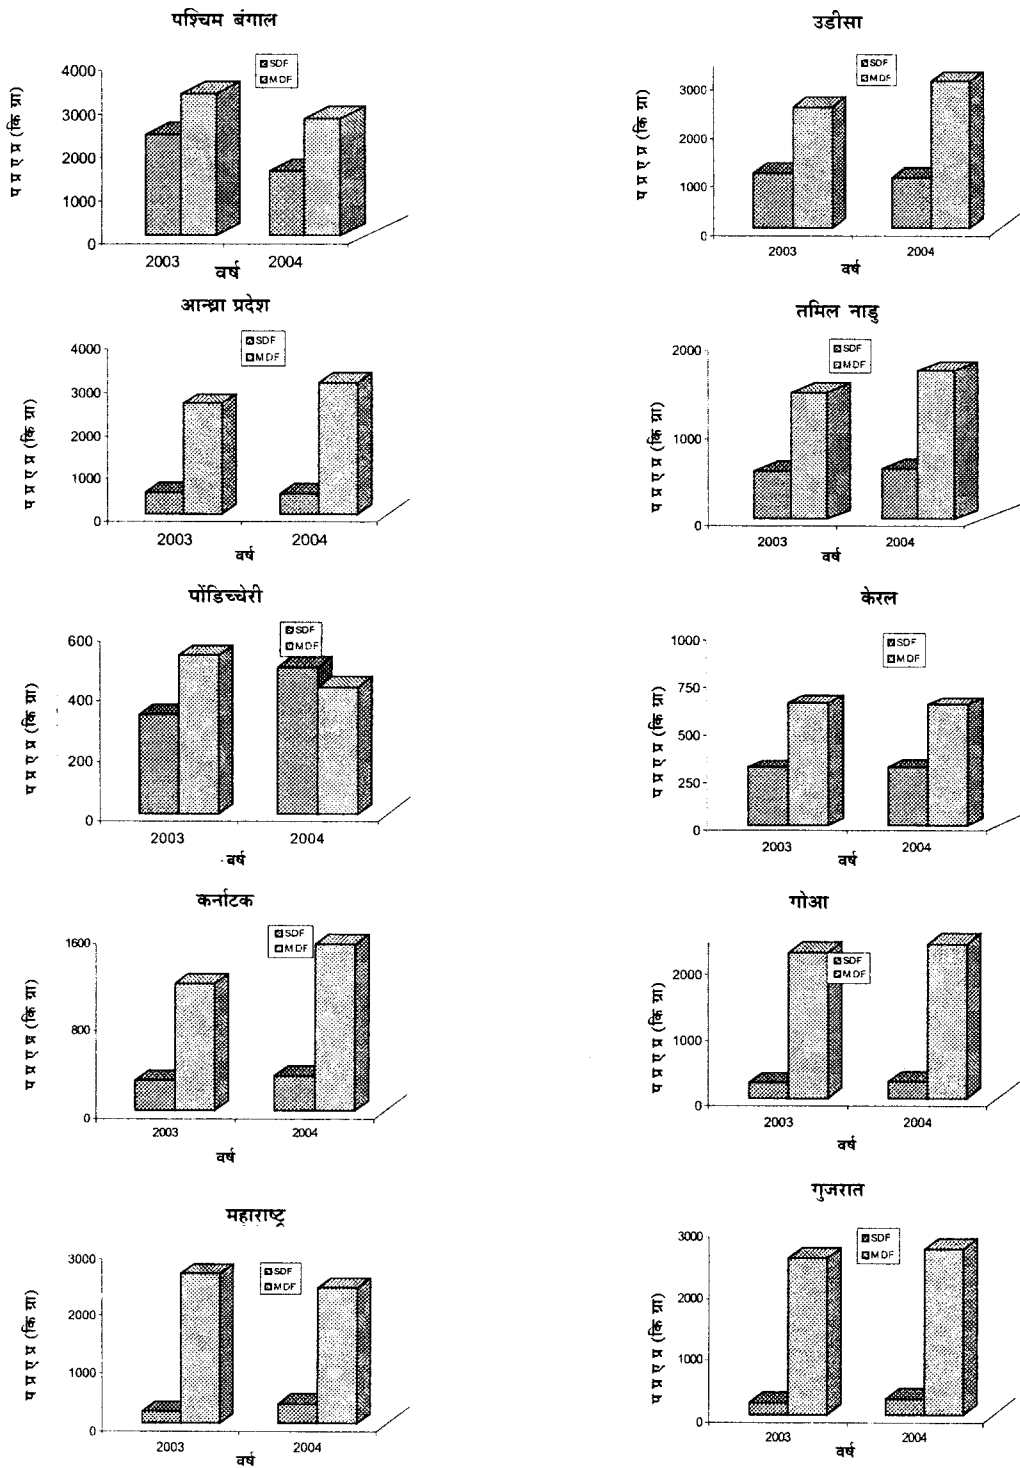 पश्चिम बंगाल
SDF
MDF
4000
3000
2000
1000
0
प प्र ए प्र (कि ग्रा)
2003
2004
वर्ष
उडीसा
SDF
MDF
3000
2000
1000
0
प प्र ए प्र (कि ग्रा)
2003
2004
वर्ष
आन्ध्रा प्रदेश
SDF
MDF
4000
3000
2000
1000
0
प प्र ए प्र (कि ग्रा)
2003
2004
वर्ष
तमिल नाडु
SDF
MDF
2000
1000
0
प प्र ए प्र (कि ग्रा)
2003
2004
वर्ष
पोंडिच्चेरी
SDF
MDF
600
400
200
0
प प्र ए प्र (कि ग्रा)
2003
2004
वर्ष
केरल
SDF
MDF
1000
750
500
250
0
प प्र ए प्र (कि ग्रा)
2003
2004
वर्ष
कर्नाटक
SDF
MDF
1600
800
0
प प्र ए प्र (कि ग्रा)
2003
2004
वर्ष
गोआ
SDF
MDF
2000
1000
0
प प्र ए प्र (कि ग्रा)
2003
2004
वर्ष
महाराष्ट्र
SDF
MDF
3000
2000
1000
0
प प्र ए प्र (कि ग्रा)
2003
2004
वर्ष
गुजरात
SDF
MDF
3000
2000
1000
0
प प्र ए प्र (कि ग्रा)
2003
2004
वर्ष